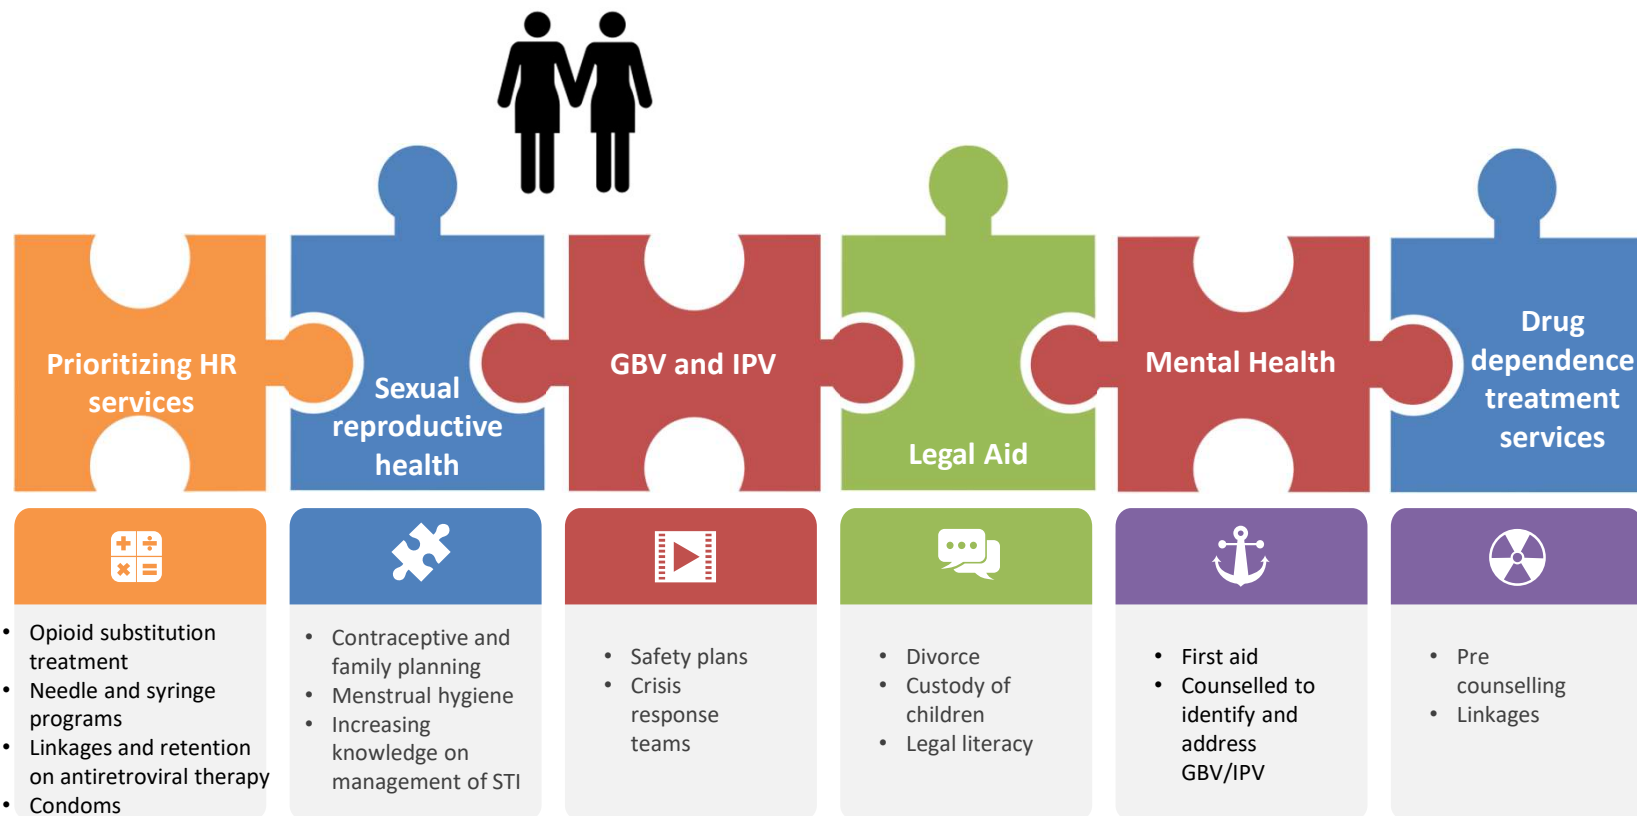 Prioritizing HR
services
Sexual
reproductive
health
GBV and IPV
Legal Aid
Mental Health
Drug
dependence
treatment
services
• Opioid substitution
treatment
• Needle and syringe
programs
• Linkages and retention
on antiretroviral therapy
• Condoms
• Contraceptive and
family planning
• Menstrual hygiene
• Increasing
knowledge on
management of STI
• Safety plans
• Crisis
response
teams
• Divorce
• Custody of
children
• Legal literacy
• First aid
• Counselled to
identify and
address
GBV/IPV
• Pre
counselling
• Linkages